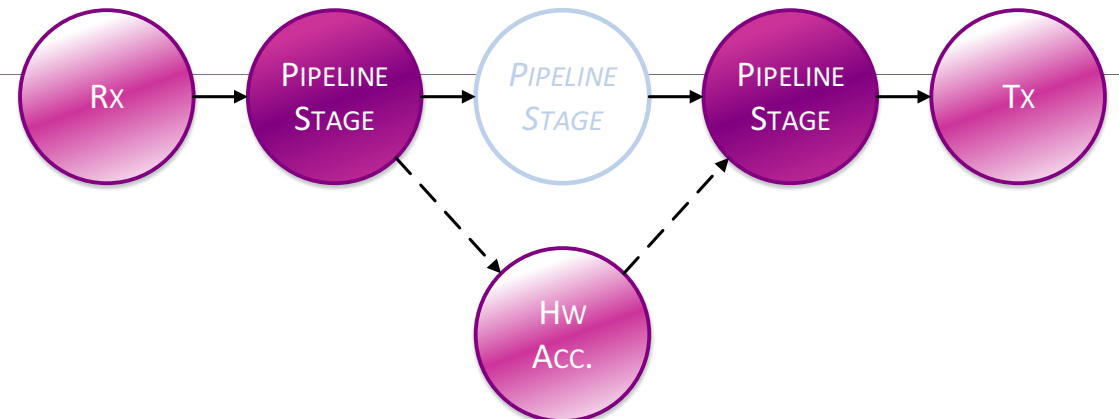 Rx
PIPELINE
STAGE
PIPELINE
STAGE
PIPELINE
STAGE
Tx
HW
ACC.